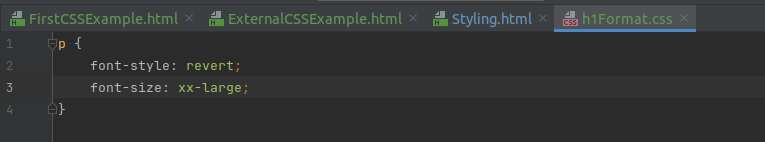 FirstCSSExample.html ExternalCSSExample.html Styling.html h1Format.css
1 p {
2 font-style: revert;
3 font-size: xx-large;
4 }